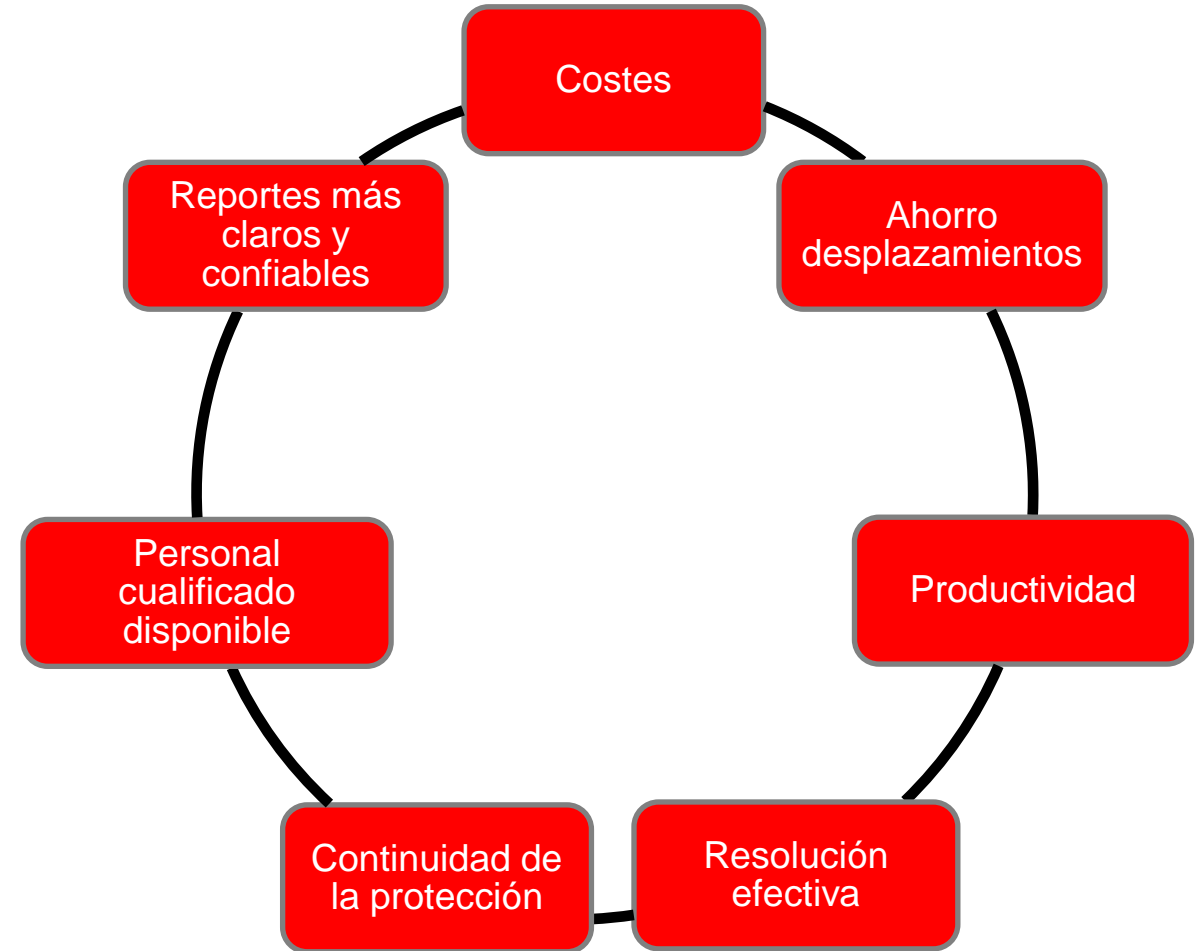 Costes
Ahorro
desplazamientos
Productividad
Resolución
efectiva
Continuidad de
la protección
Personal
cualificado
disponible
Reportes más
claros y
confiables